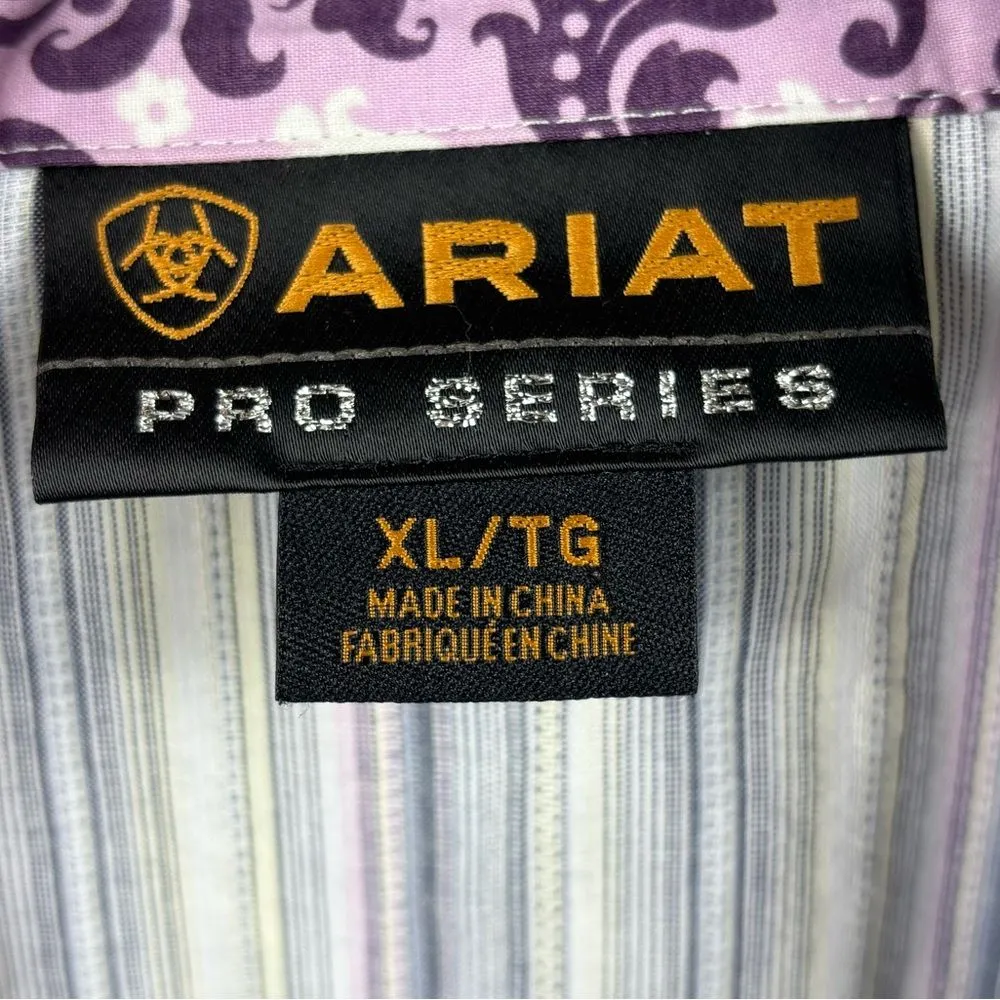 ARIAT
PRO SERIES
XL/TG
MADE IN CHINA
FABRIQUÉ EN CHINE